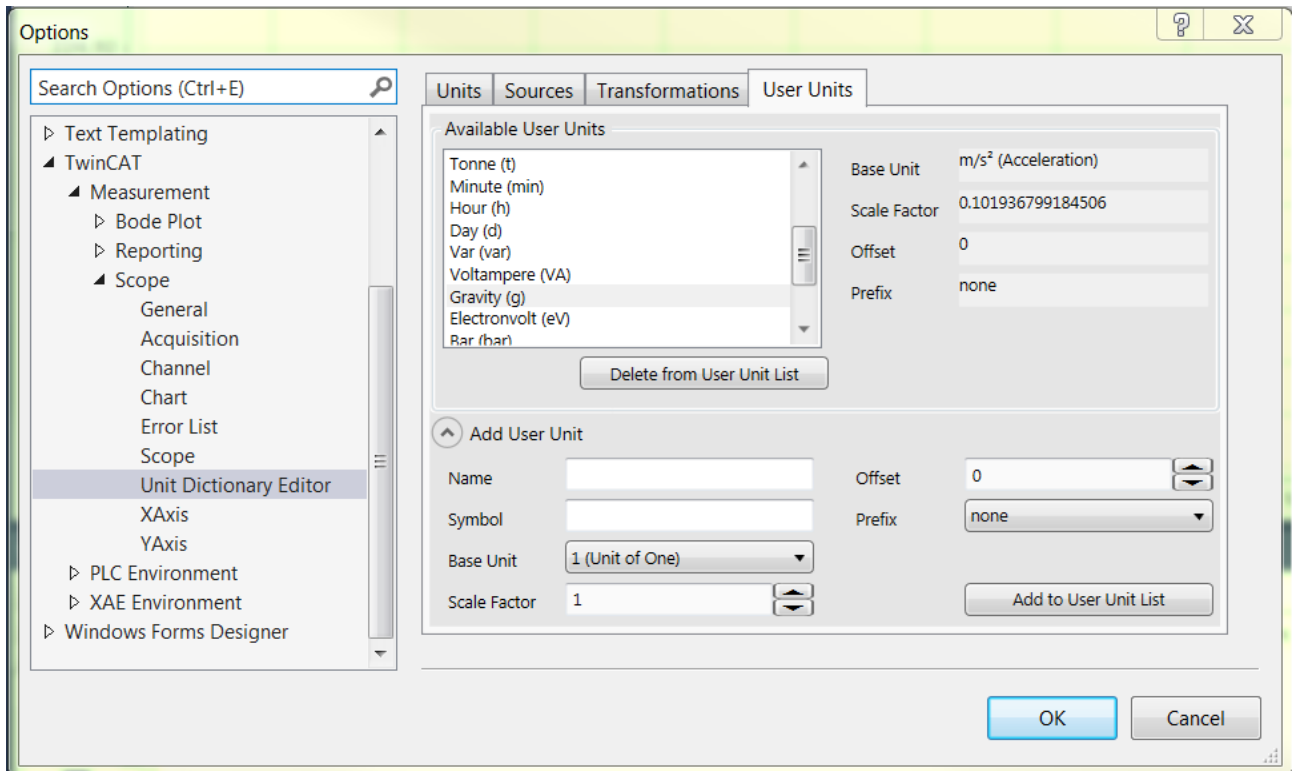 Options
Search Options (Ctrl+E)
Text Templating
TwinCAT
Measurement
Bode Plot
Reporting
Scope
General
Acquisition
Channel
Chart
Error List
Scope
Unit Dictionary Editor
XAxis
YAxis
PLC Environment
XAE Environment
Windows Forms Designer
Units Sources Transformations User Units
Available User Units
Tonne (t)
Minute (min)
Hour (h)
Day (d)
Var (var)
Voltampere (VA)
Gravity (g)
Electronvolt (eV)
Bar (bar)
Delete from User Unit List
Base Unit m/s² (Acceleration)
Scale Factor 0.101936799184506
Offset 0
Prefix none
Add User Unit
Name
Symbol
Base Unit 1 (Unit of One)
Scale Factor 1
Offset 0
Prefix none
Add to User Unit List
OK Cancel